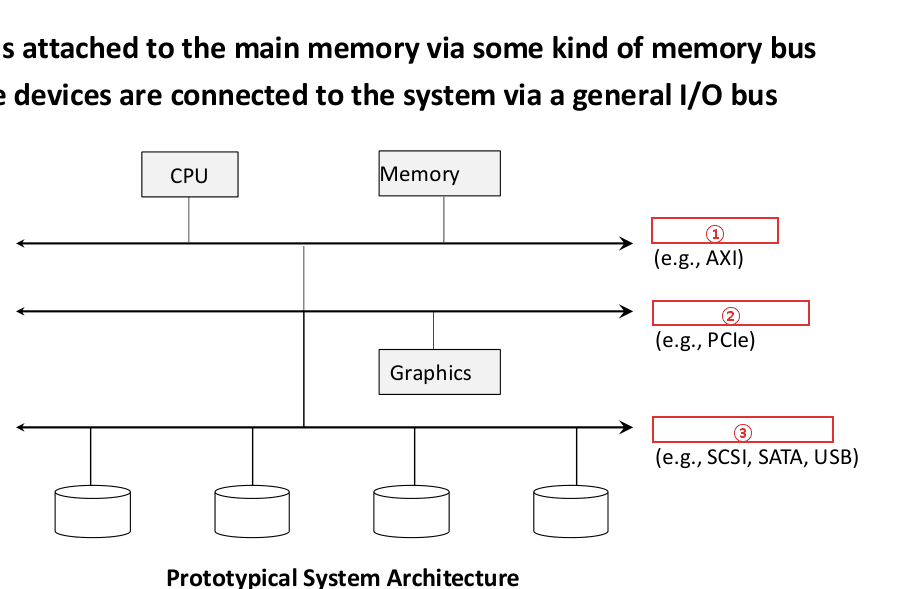 s attached to the main memory via some kind of memory bus
e devices are connected to the system via a general I/O bus
CPU
Memory
①
(e.g., AXI)
②
(e.g., PCIe)
Graphics
③
(e.g., SCSI, SATA, USB)
Prototypical System Architecture